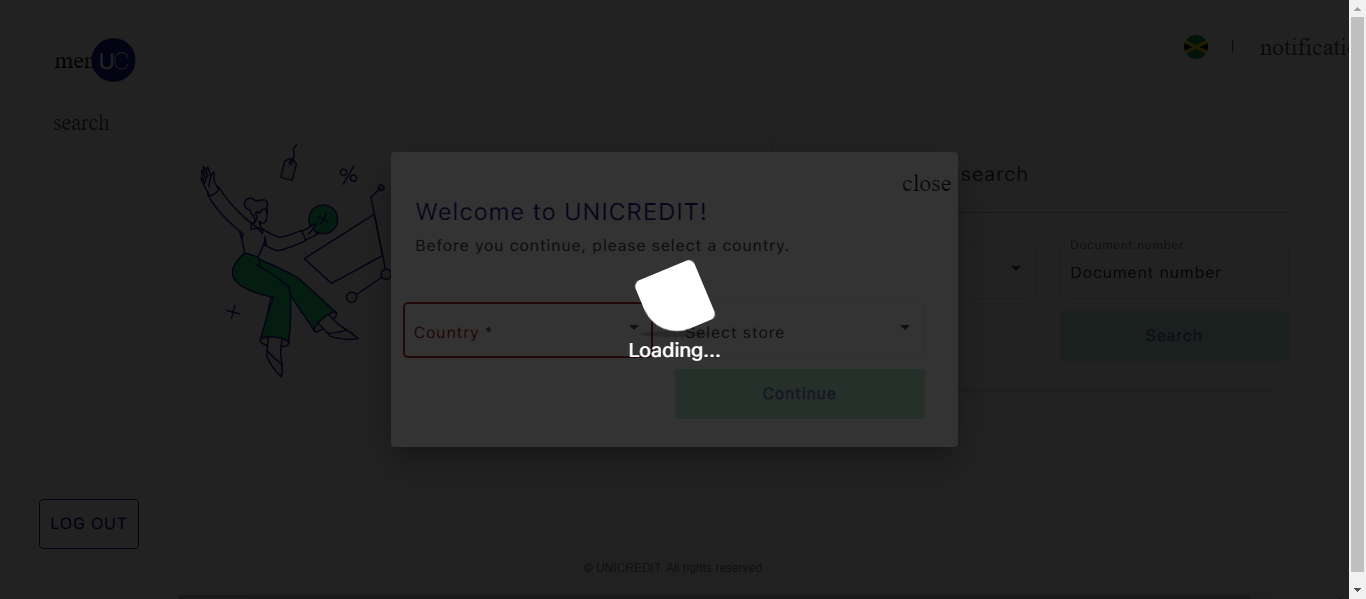 men UC
notificati
search
search
close
Welcome to UNICREDIT!
Before you continue, please select a country.
Document number
Document number
Country *
Select store
Search
Loading...
Continue
LOG OUT
© UNICREDIT. All rights reserved